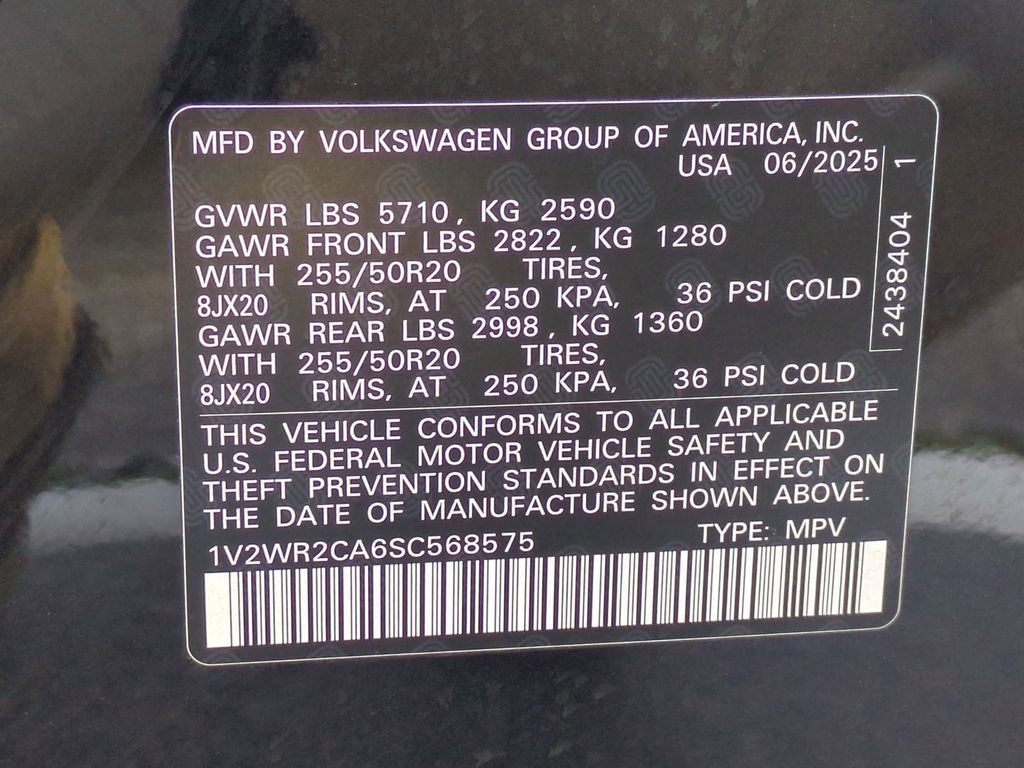 MFD BY VOLKSWAGEN GROUP OF AMERICA, INC.
USA 06/2025
GVWR LBS 5710, KG 2590
GAWR FRONT LBS 2822, KG 1280
WITH 255/50R20 TIRES,
8JX20 RIMS, AT 250 KPA, 36 PSI COLD
GAWR REAR LBS 2998, KG 1360
WITH 255/50R20 TIRES,
8JX20 RIMS, AT 250 KPA, 36 PSI COLD
THIS VEHICLE CONFORMS TO ALL APPLICABLE
U.S. FEDERAL MOTOR VEHICLE SAFETY AND
THEFT PREVENTION STANDARDS IN EFFECT ON
THE DATE OF MANUFACTURE SHOWN ABOVE.
1V2WR2CA6SC568575 TYPE: MPV
2438404 1